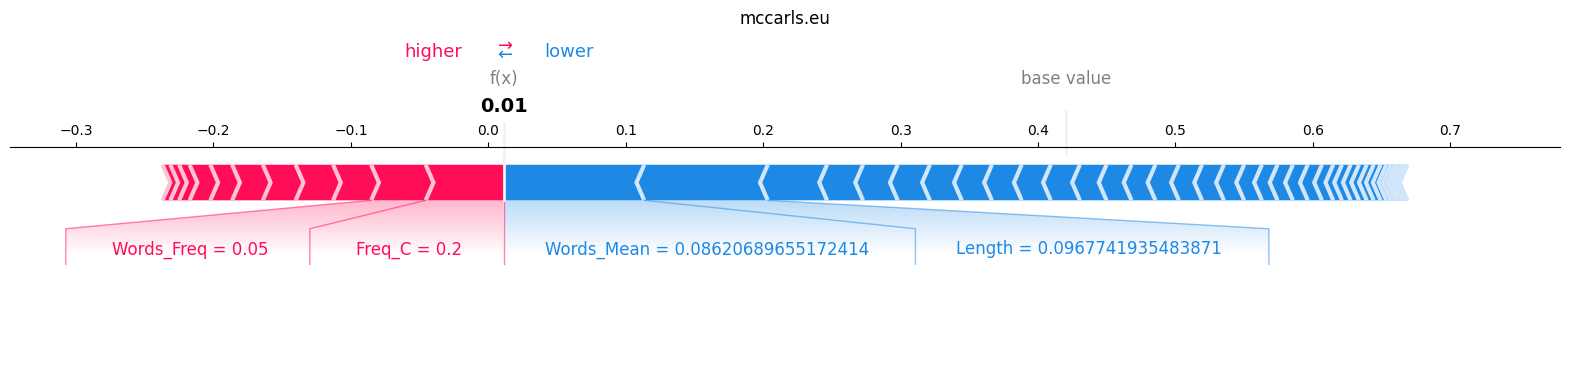 mccarls.eu
higher ⇄ lower
f(x) base value
0.01
−0.3 −0.2 −0.1 0.0 0.1 0.2 0.3 0.4 0.5 0.6 0.7
Words_Freq = 0.05 Freq_C = 0.2 Words_Mean = 0.08620689655172414 Length = 0.0967741935483871